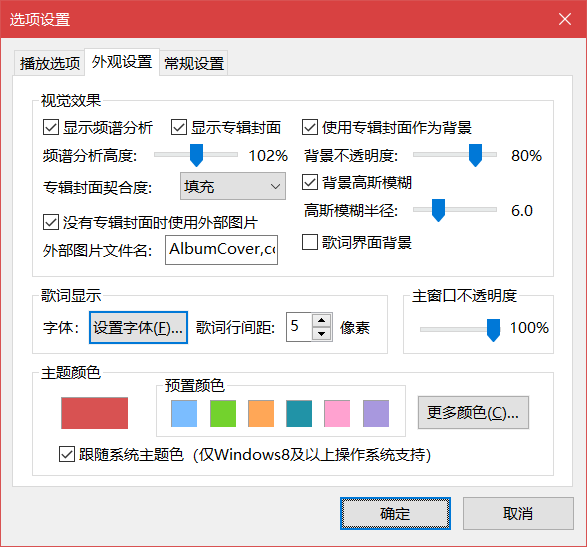 选项设置
播放选项 外观设置 常规设置
视觉效果
显示频谱分析 显示专辑封面 使用专辑封面作为背景
频谱分析高度: 102% 背景不透明度: 80%
专辑封面契合度: 填充 背景高斯模糊
高斯模糊半径: 6.0
没有专辑封面时使用外部图片
外部图片文件名: AlbumCover,co 歌词界面背景
歌词显示 主窗口不透明度
字体: 设置字体(F)... 歌词行间距: 5 像素 100%
主题颜色
预置颜色
更多颜色(C)...
跟随系统主题色（仅Windows8及以上操作系统支持）
确定 取消